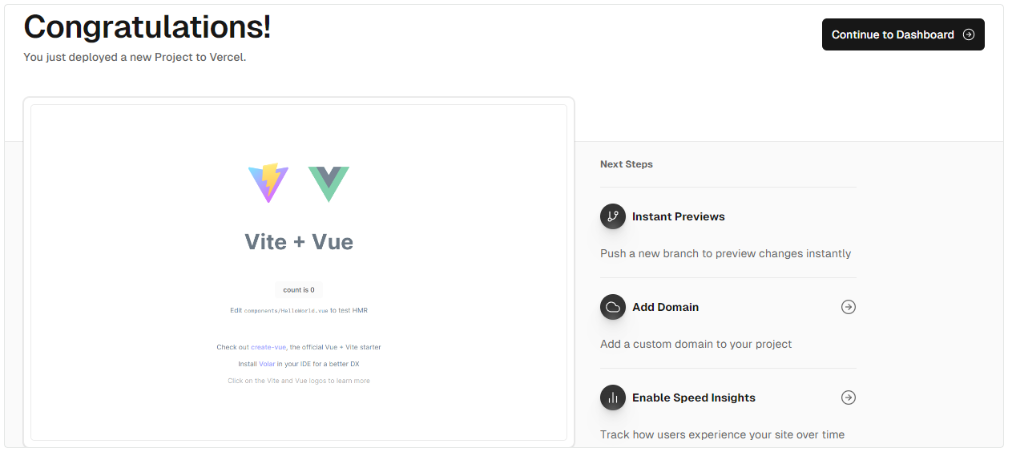 Congratulations!
You just deployed a new Project to Vercel.
Continue to Dashboard
Vite + Vue
count is 0
Edit components/HelloWorld.vue to test HMR
Check out create-vue, the official Vue + Vite starter
Install Volar in your IDE for a better DX
Click on the Vite and Vue logos to learn more
Next Steps
Instant Previews
Push a new branch to preview changes instantly
Add Domain
Add a custom domain to your project
Enable Speed Insights
Track how users experience your site over time